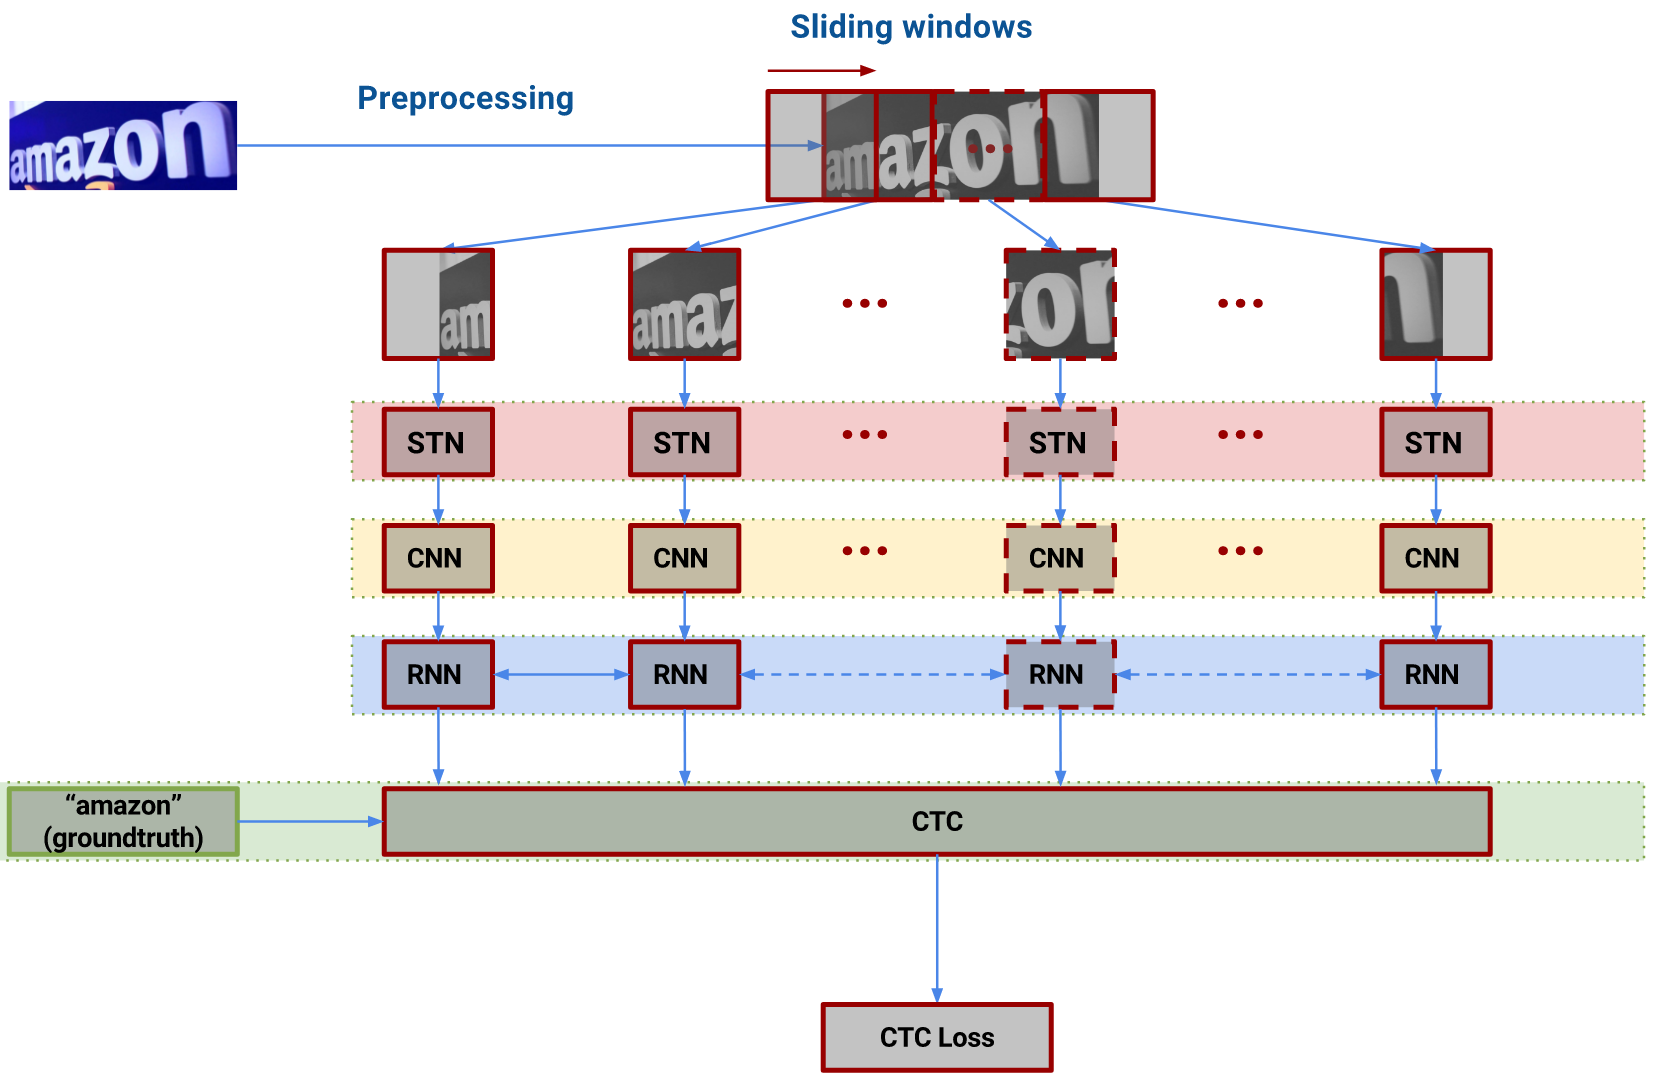 Sliding windows
Preprocessing
amazon
amazon
•••
am
amaz
•••
zon
•••
n
STN
STN
•••
STN
•••
STN
CNN
CNN
•••
CNN
•••
CNN
RNN
RNN
RNN
RNN
“amazon”
(groundtruth)
CTC
CTC Loss